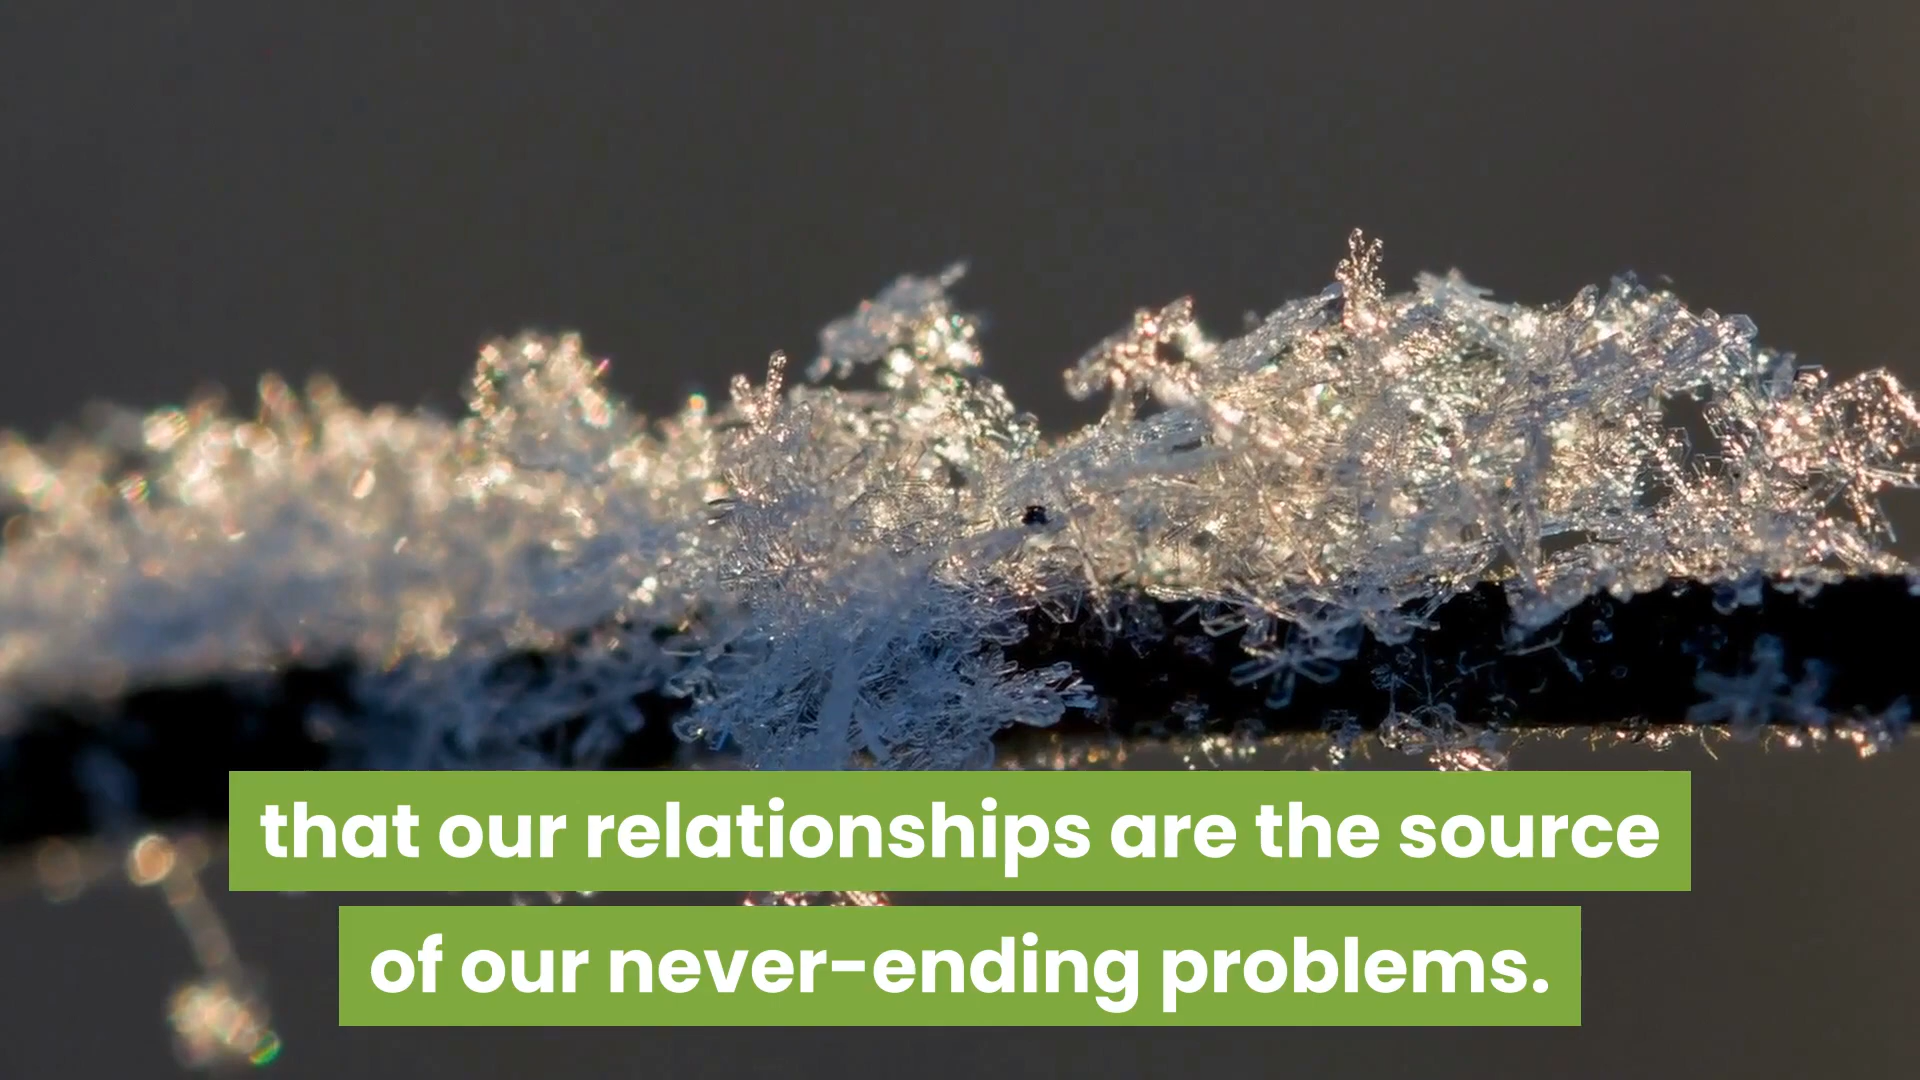 that our relationships are the source
of our never-ending problems.